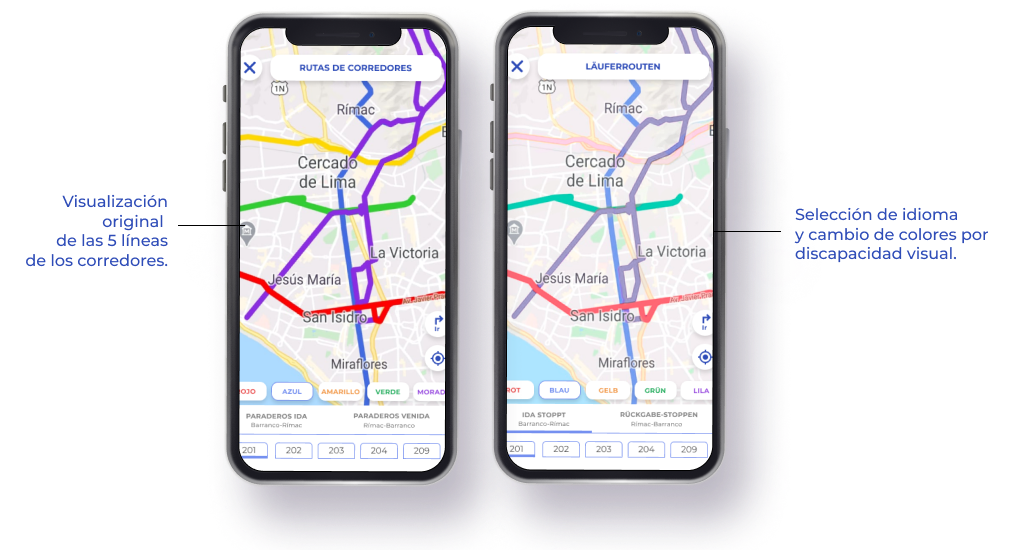 Visualización
original
de las 5 líneas
de los corredores.
RUTAS DE CORREDORES
1N
Rímac
Cercado
de Lima
La Victoria
Jesús María
San Isidro
Ir
Miraflores
OJO AZUL AMARILLO VERDE MORAD
PARADEROS IDA PARADEROS VENIDA
Barranco-Rímac Rímac-Barranco
201 202 203 204 209
LÄUFERROUTEN
1N
Rímac
E
Cercado
de Lima
La Victoria
Jesús María
San Isidro
Ir
Miraflores
ROT BLAU GELB GRÜN LILA
IDA STOPPT RÜCKGABE-STOPPEN
Barranco-Rímac Rímac-Barranco
201 202 203 204 209
Selección de idioma
y cambio de colores por
discapacidad visual.